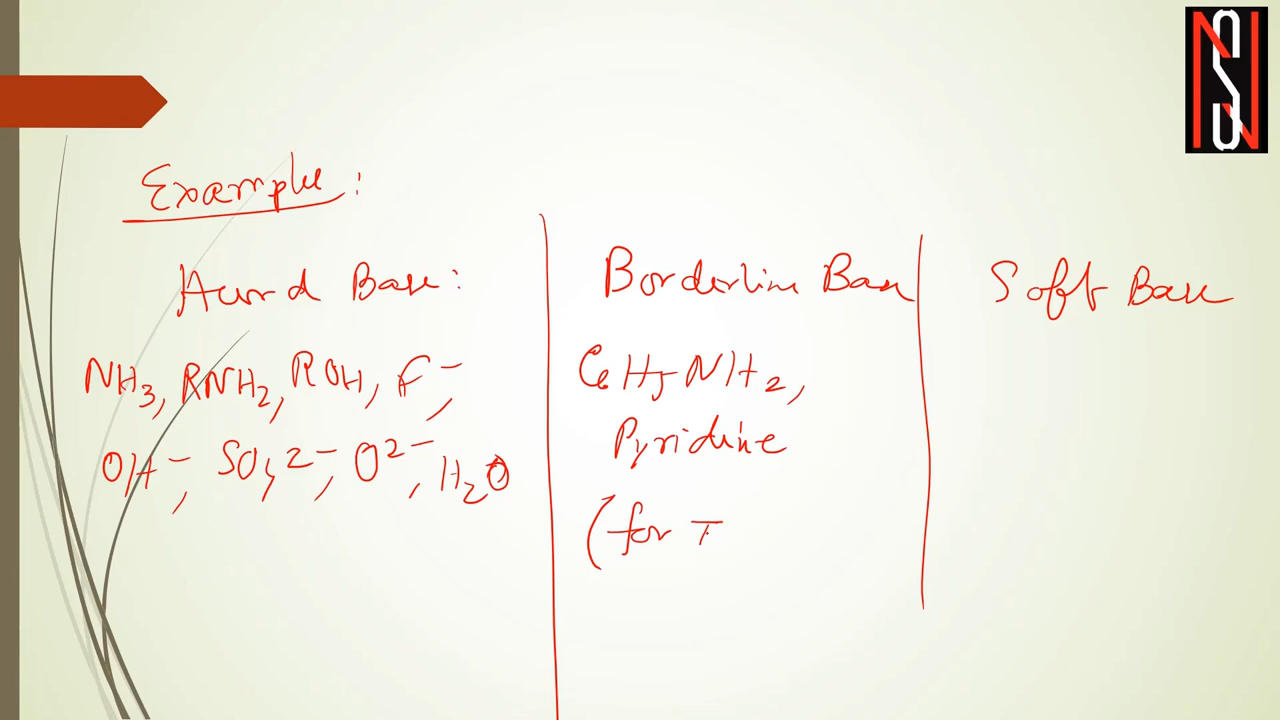 Example:
Hard Base:
NH3, RNH2, ROH, F-,
OH-, SO4 2-, O2-, H2O
Borderline Base
C6H5NH2,
Pyridine
(for
Soft Base